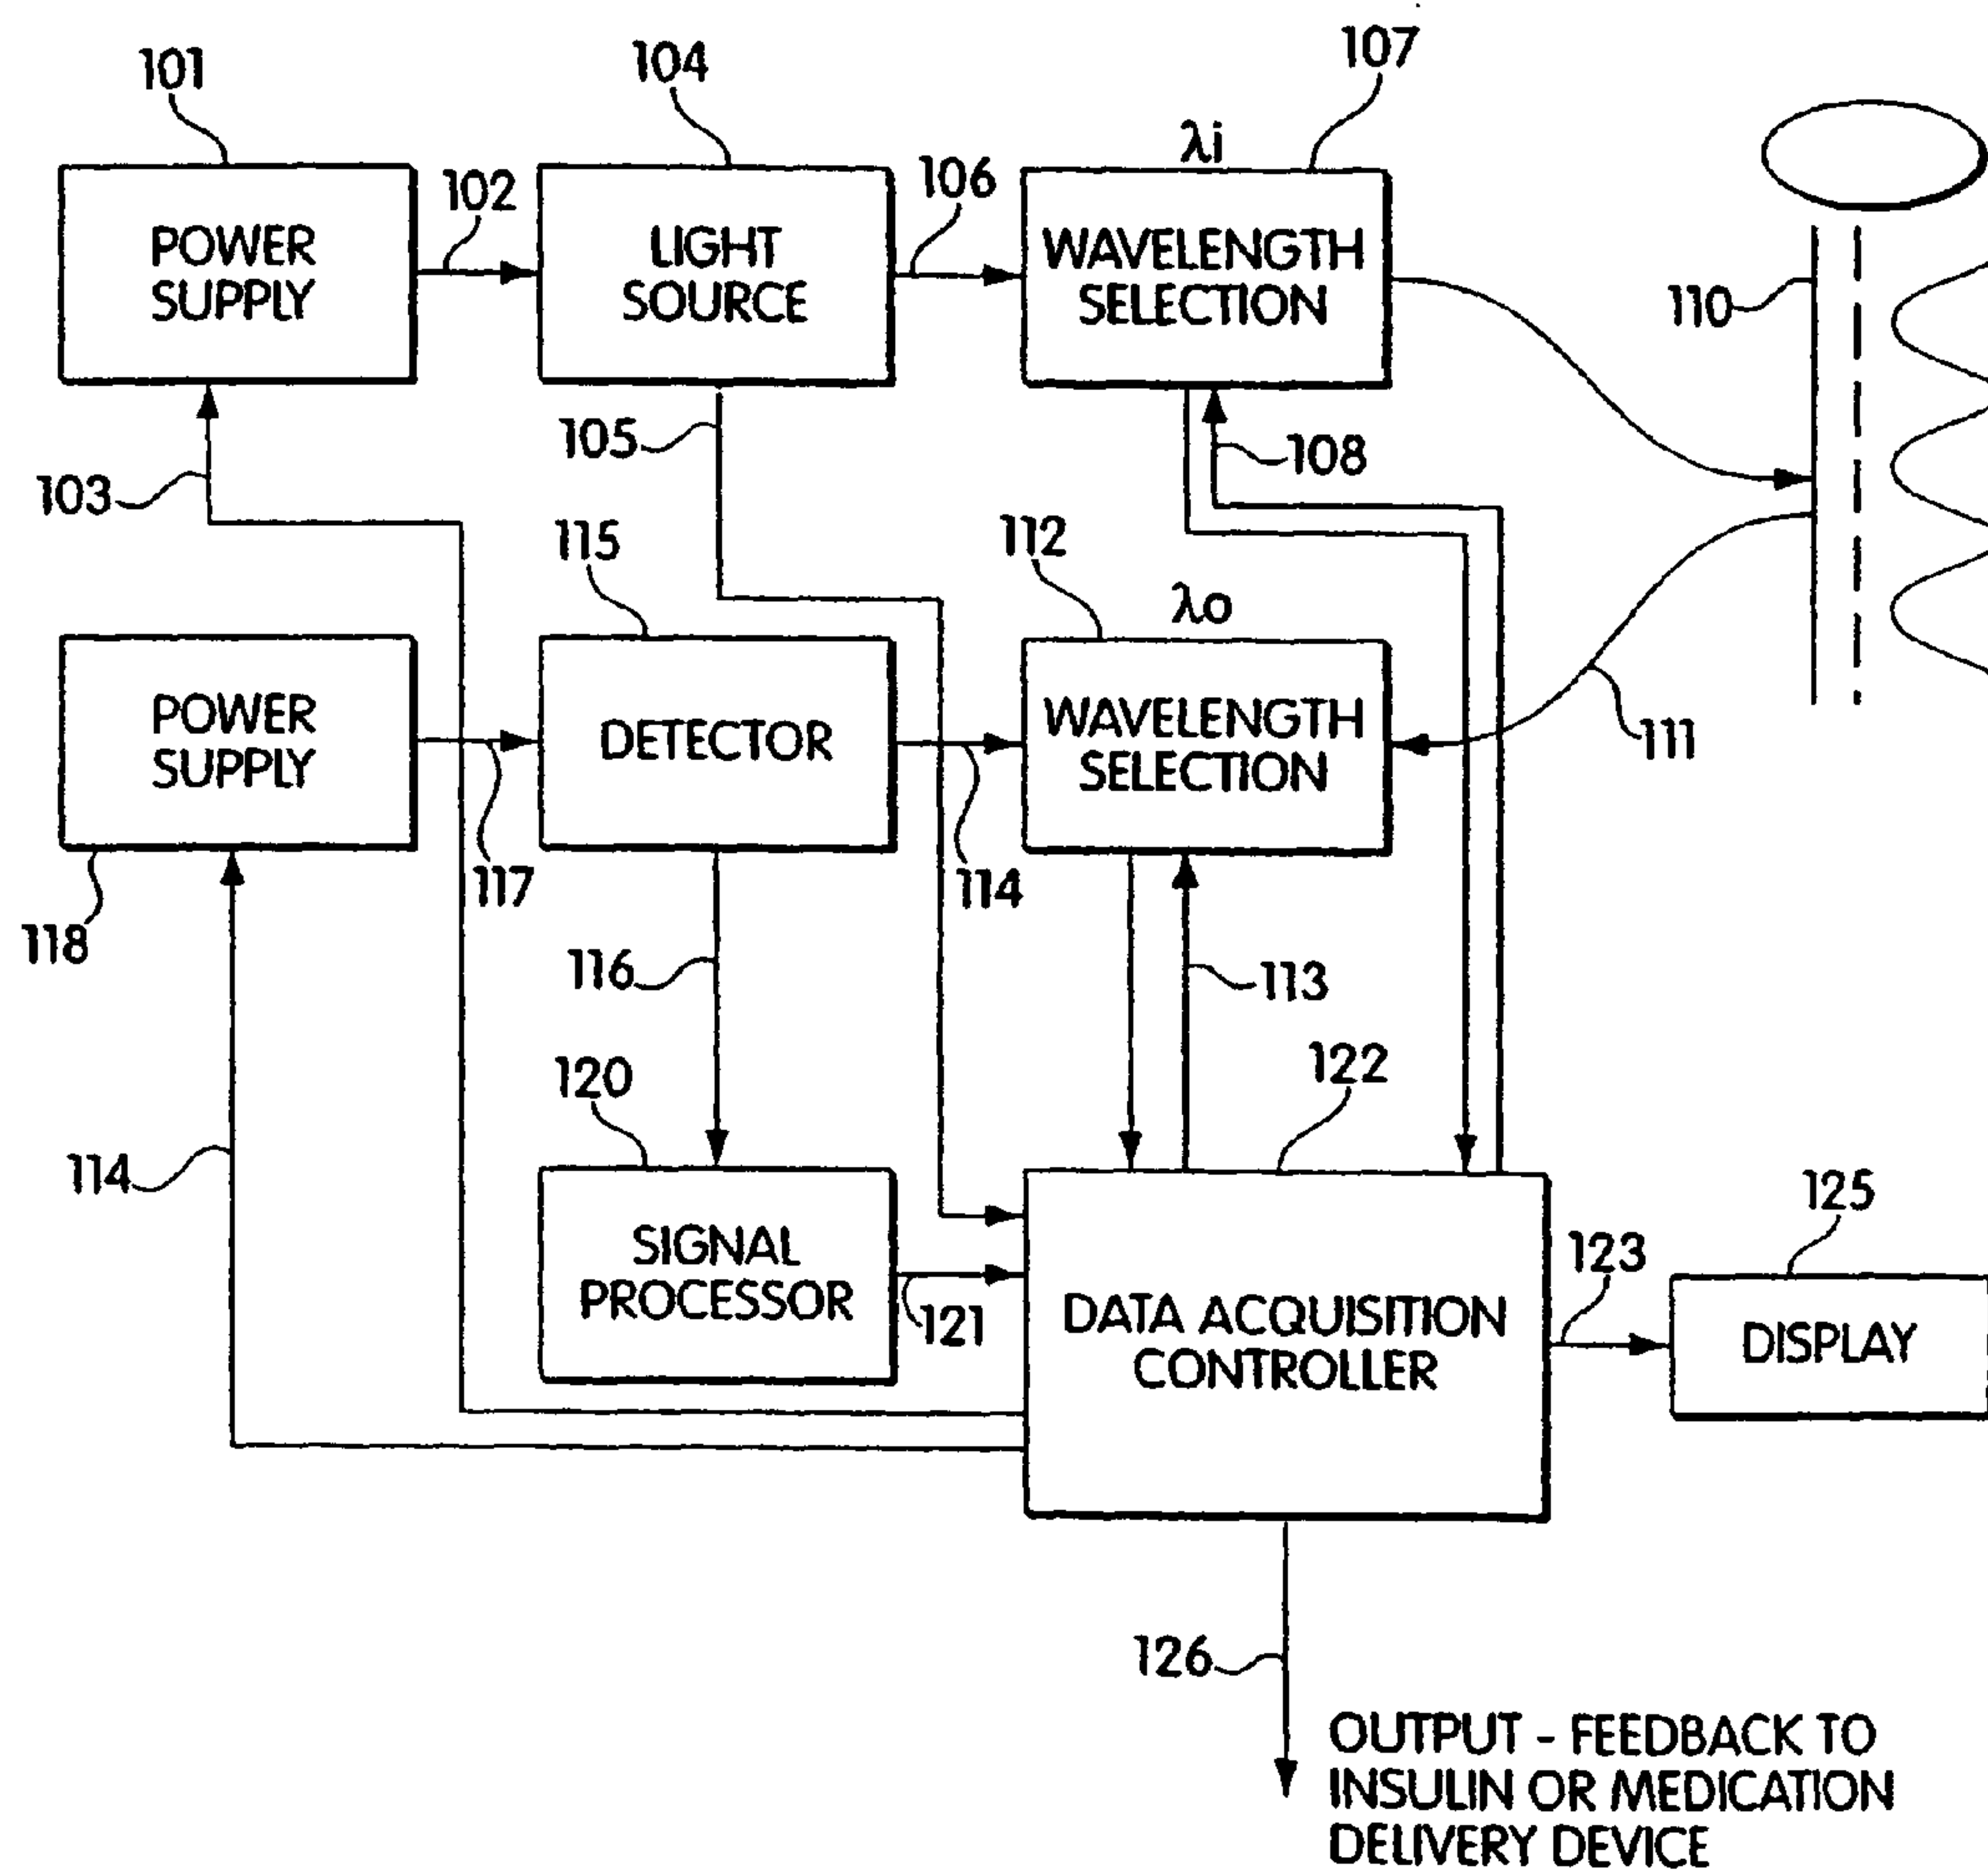 101
104
107
λi
102
106
POWER
SUPPLY
LIGHT
SOURCE
WAVELENGTH
SELECTION
110
105
108
103
115
112
λo
POWER
SUPPLY
DETECTOR
WAVELENGTH
SELECTION
111
118
117
114
116
113
120
122
114
125
SIGNAL
PROCESSOR
121
DATA ACQUISITION
CONTROLLER
123
DISPLAY
126
OUTPUT - FEEDBACK TO
INSULIN OR MEDICATION
DELIVERY DEVICE